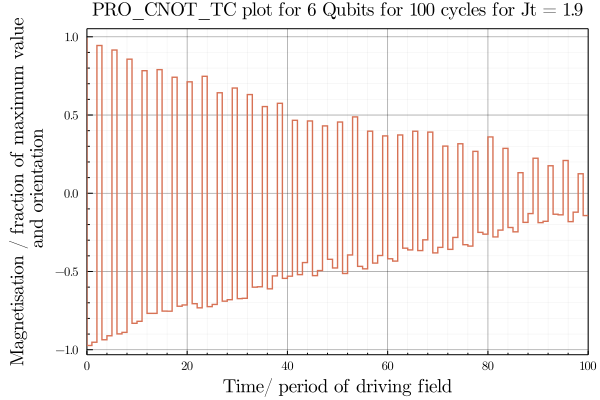 PRO_CNOT_TC plot for 6 Qubits for 100 cycles for Jt = 1.9
Magnetisation / fraction of maximum value
and orientation
1.0
0.5
0.0
−0.5
−1.0
0
20
40
60
80
100
Time/ period of driving field